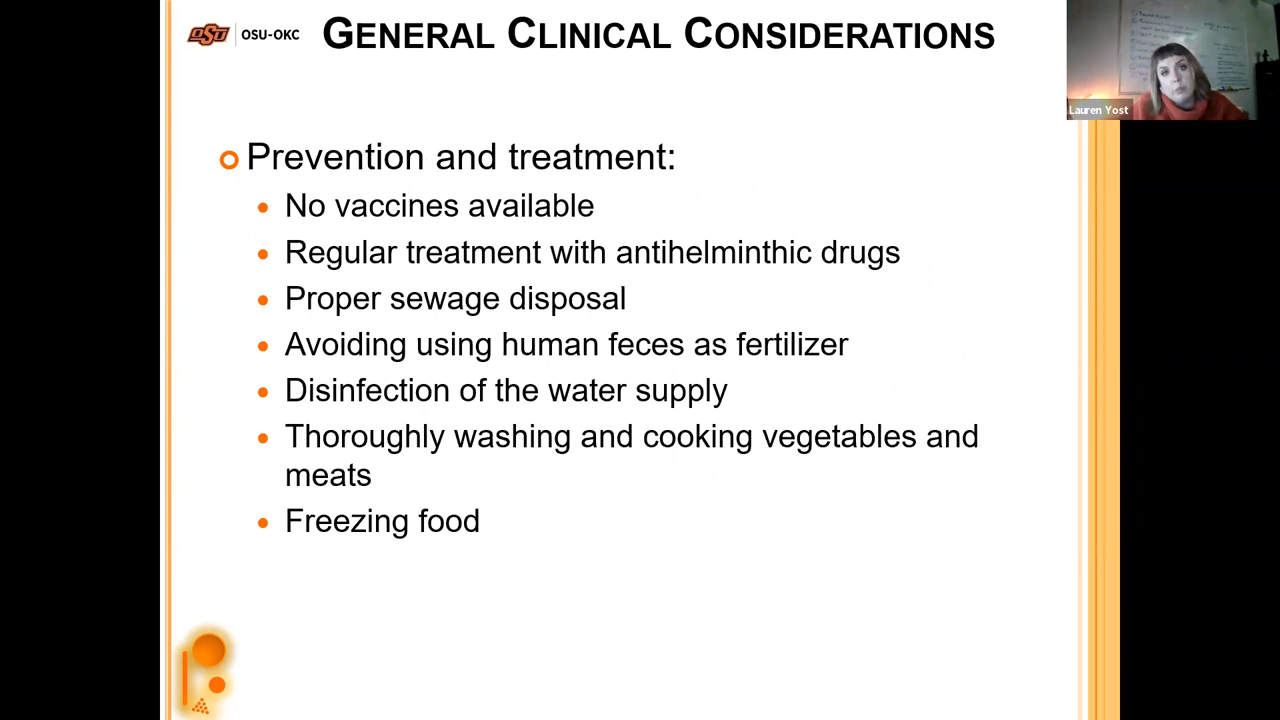 OSU OSU-OKC GENERAL CLINICAL CONSIDERATIONS
Lauren Yost
Prevention and treatment:
No vaccines available
Regular treatment with antihelminthic drugs
Proper sewage disposal
Avoiding using human feces as fertilizer
Disinfection of the water supply
Thoroughly washing and cooking vegetables and
meats
Freezing food